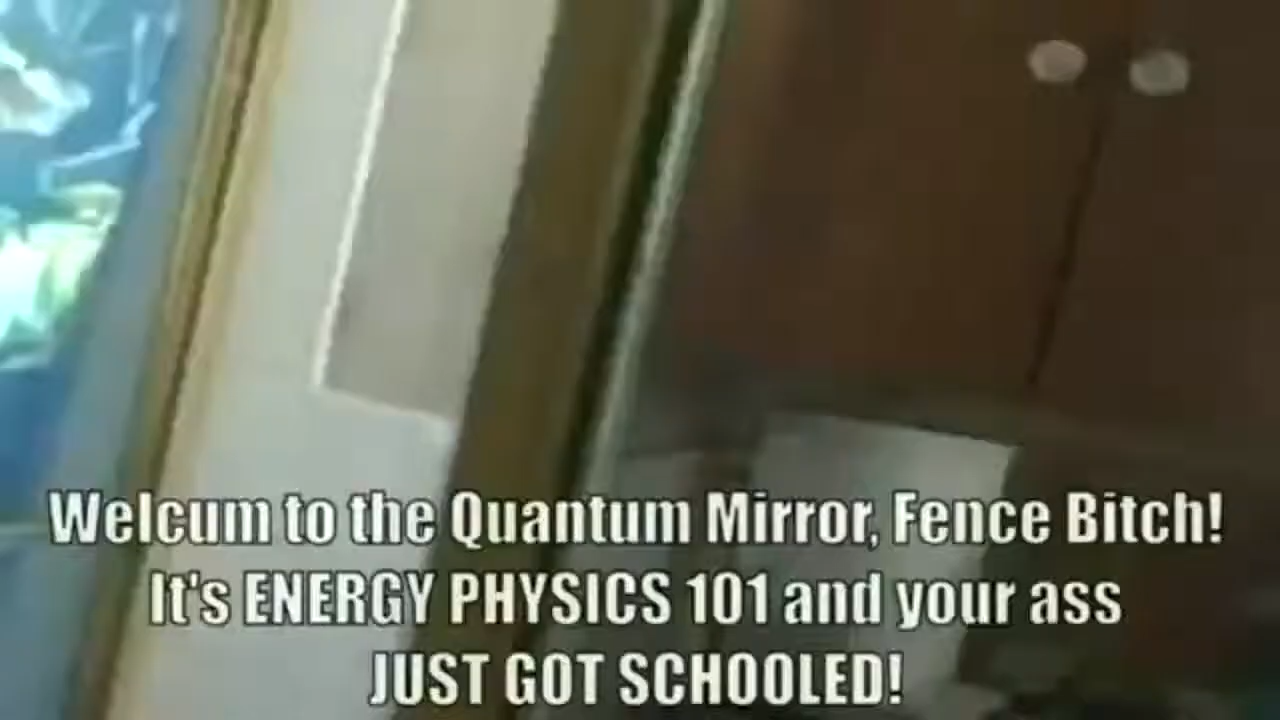 Welcum to the Quantum Mirror, Fence Bitch!
It's ENERGY PHYSICS 101 and your ass
JUST GOT SCHOOLED!